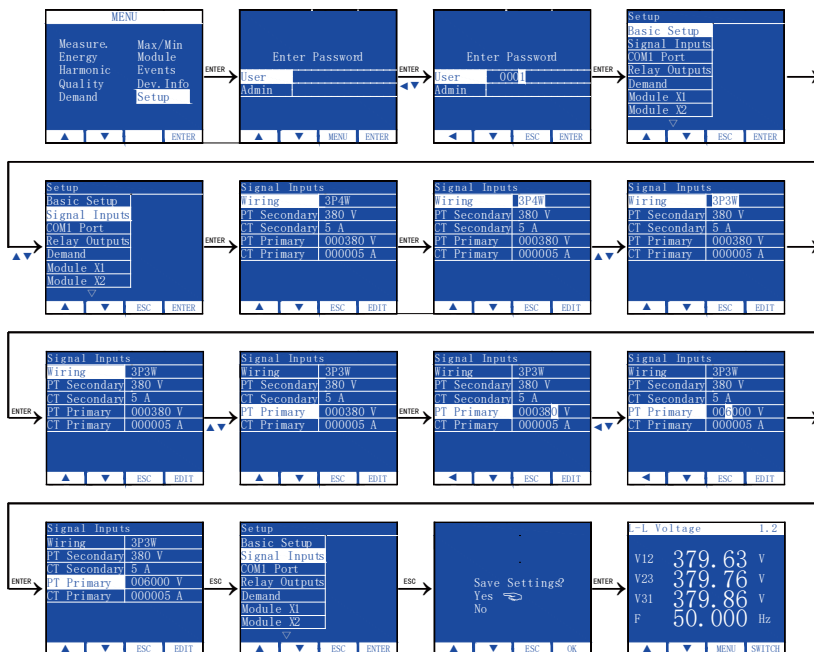 MENU
Measure. Max/Min
Energy Module
Harmonic Events
Quality Dev.Info
Demand Setup
▲ ▼ ENTER
ENTER
Enter Password
User
Admin
▲ ▼ MENU ENTER
ENTER
◀▼
Enter Password
User 0001
Admin
◀ ▼ ESC ENTER
ENTER
Setup
Basic Setup
Signal Inputs
COM1 Port
Relay Outputs
Demand
Module X1
Module X2
▽
▲ ▼ ESC ENTER
▲▼
Setup
Basic Setup
Signal Inputs
COM1 Port
Relay Outputs
Demand
Module X1
Module X2
▽
▲ ▼ ESC ENTER
ENTER
Signal Inputs
Wiring 3P4W
PT Secondary 380 V
CT Secondary 5 A
PT Primary 000380 V
CT Primary 000005 A
▲ ▼ ESC EDIT
ENTER
Signal Inputs
Wiring 3P4W
PT Secondary 380 V
CT Secondary 5 A
PT Primary 000380 V
CT Primary 000005 A
▲ ▼ ESC EDIT
▲▼
Signal Inputs
Wiring 3P3W
PT Secondary 380 V
CT Secondary 5 A
PT Primary 000380 V
CT Primary 000005 A
▲ ▼ ESC EDIT
ENTER
Signal Inputs
Wiring 3P3W
PT Secondary 380 V
CT Secondary 5 A
PT Primary 000380 V
CT Primary 000005 A
▲ ▼ ESC EDIT
▲▼
Signal Inputs
Wiring 3P3W
PT Secondary 380 V
CT Secondary 5 A
PT Primary 000380 V
CT Primary 000005 A
▲ ▼ ESC EDIT
ENTER
Signal Inputs
Wiring 3P3W
PT Secondary 380 V
CT Secondary 5 A
PT Primary 000380 V
CT Primary 000005 A
◀ ▼ ESC EDIT
◀▼
Signal Inputs
Wiring 3P3W
PT Secondary 380 V
CT Secondary 5 A
PT Primary 006000 V
CT Primary 000005 A
◀ ▼ ESC EDIT
ENTER
Signal Inputs
Wiring 3P3W
PT Secondary 380 V
CT Secondary 5 A
PT Primary 006000 V
CT Primary 000005 A
▲ ▼ ESC EDIT
ESC
Setup
Basic Setup
Signal Inputs
COM1 Port
Relay Outputs
Demand
Module X1
Module X2
▽
▲ ▼ ESC ENTER
ESC
Save Settings?
Yes
No
▲ ▼ ESC OK
ENTER
L-L Voltage 1.2
V12 379.63 V
V23 379.76 V
V31 379.86 V
F 50.000 Hz
▲ ▼ MENU SWITCH